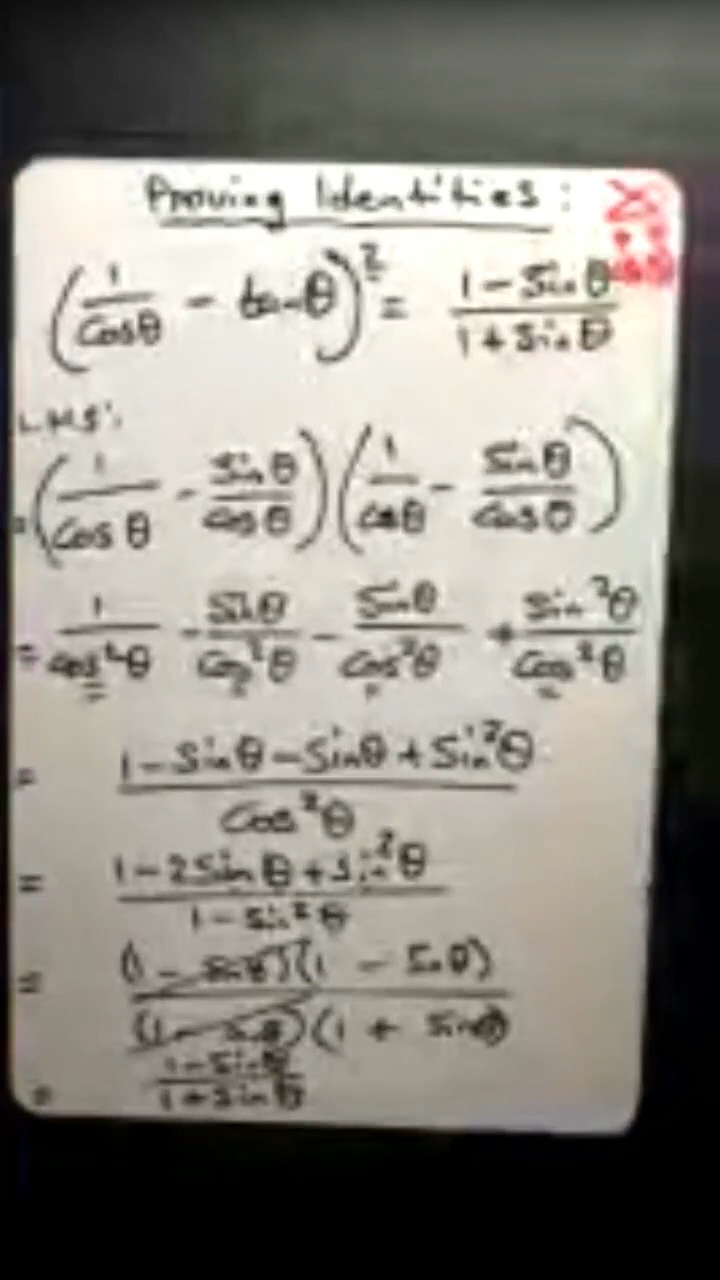 Proving Identities:
(1/Cosθ - tanθ)² = (1 - Sinθ)/(1 + Sinθ)
LHS:
= (1/Cosθ - Sinθ/Cosθ)(1/Cosθ - Sinθ/Cosθ)
= 1/Cos²θ - Sinθ/Cos²θ - Sinθ/Cos²θ + Sin²θ/Cos²θ
= (1 - Sinθ - Sinθ + Sin²θ)/Cos²θ
= (1 - 2Sinθ + Sin²θ)/(1 - Sin²θ)
= (1 - Sinθ)(1 - Sinθ)/(1 - Sinθ)(1 + Sinθ)
= (1 - Sinθ)/(1 + Sinθ)